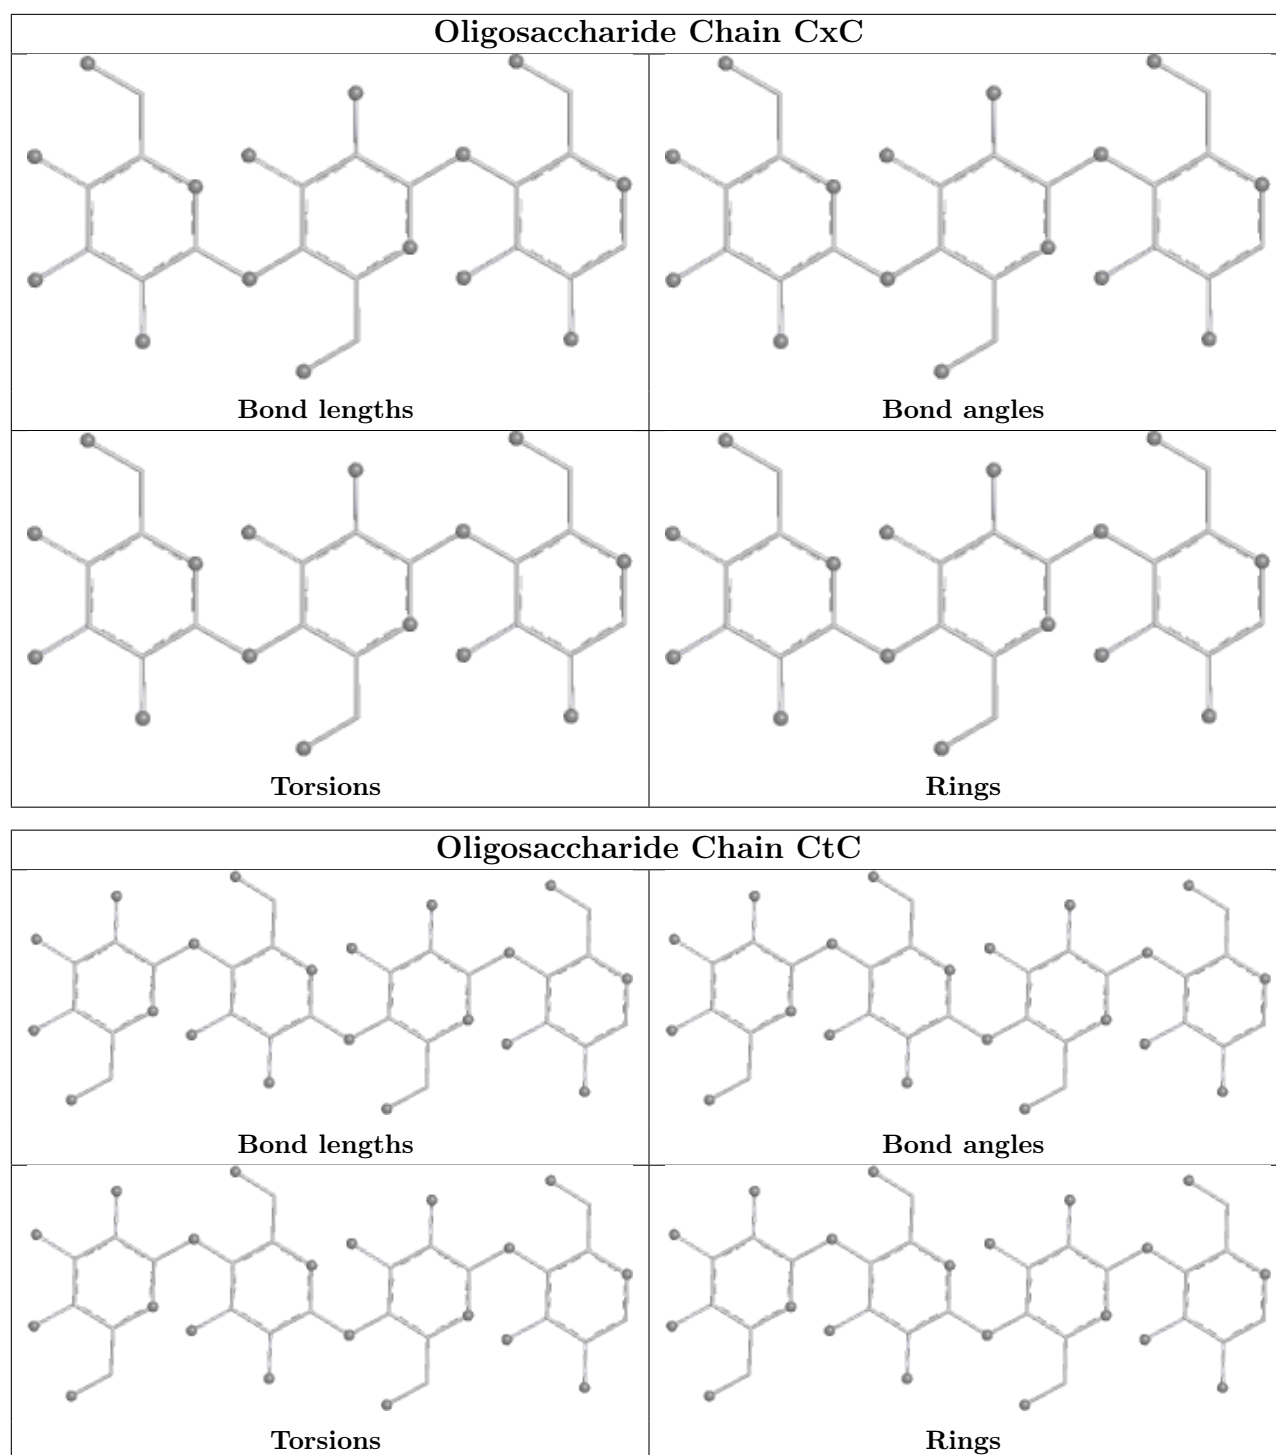 Oligosaccharide Chain CxC
Bond lengths
Bond angles
Torsions
Rings
Oligosaccharide Chain CtC
Bond lengths
Bond angles
Torsions
Rings